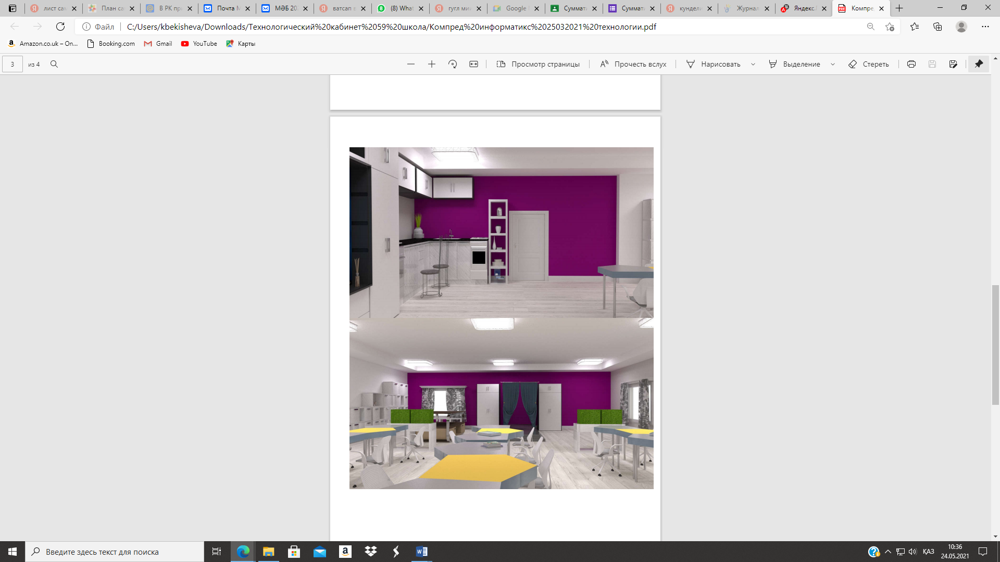 лист сам
План са
В РК пр
Почта М
МӘБ 20
ватсап в
(8) What
гугл ми
Google
Суммат
Суммат
кундели
Журнал
Яндекс.
Компре
Файл
C:/Users/kbekisheva/Downloads/Технологический%20кабинет%2059%20школа/Компред%20информатикс%2025032021%20технологии.pdf
Amazon.co.uk – On...
Booking.com
Gmail
YouTube
Карты
3
из 4
Просмотр страницы
Прочесть вслух
Нарисовать
Выделение
Стереть
Введите здесь текст для поиска
ҚАЗ
10:36
24.05.2021